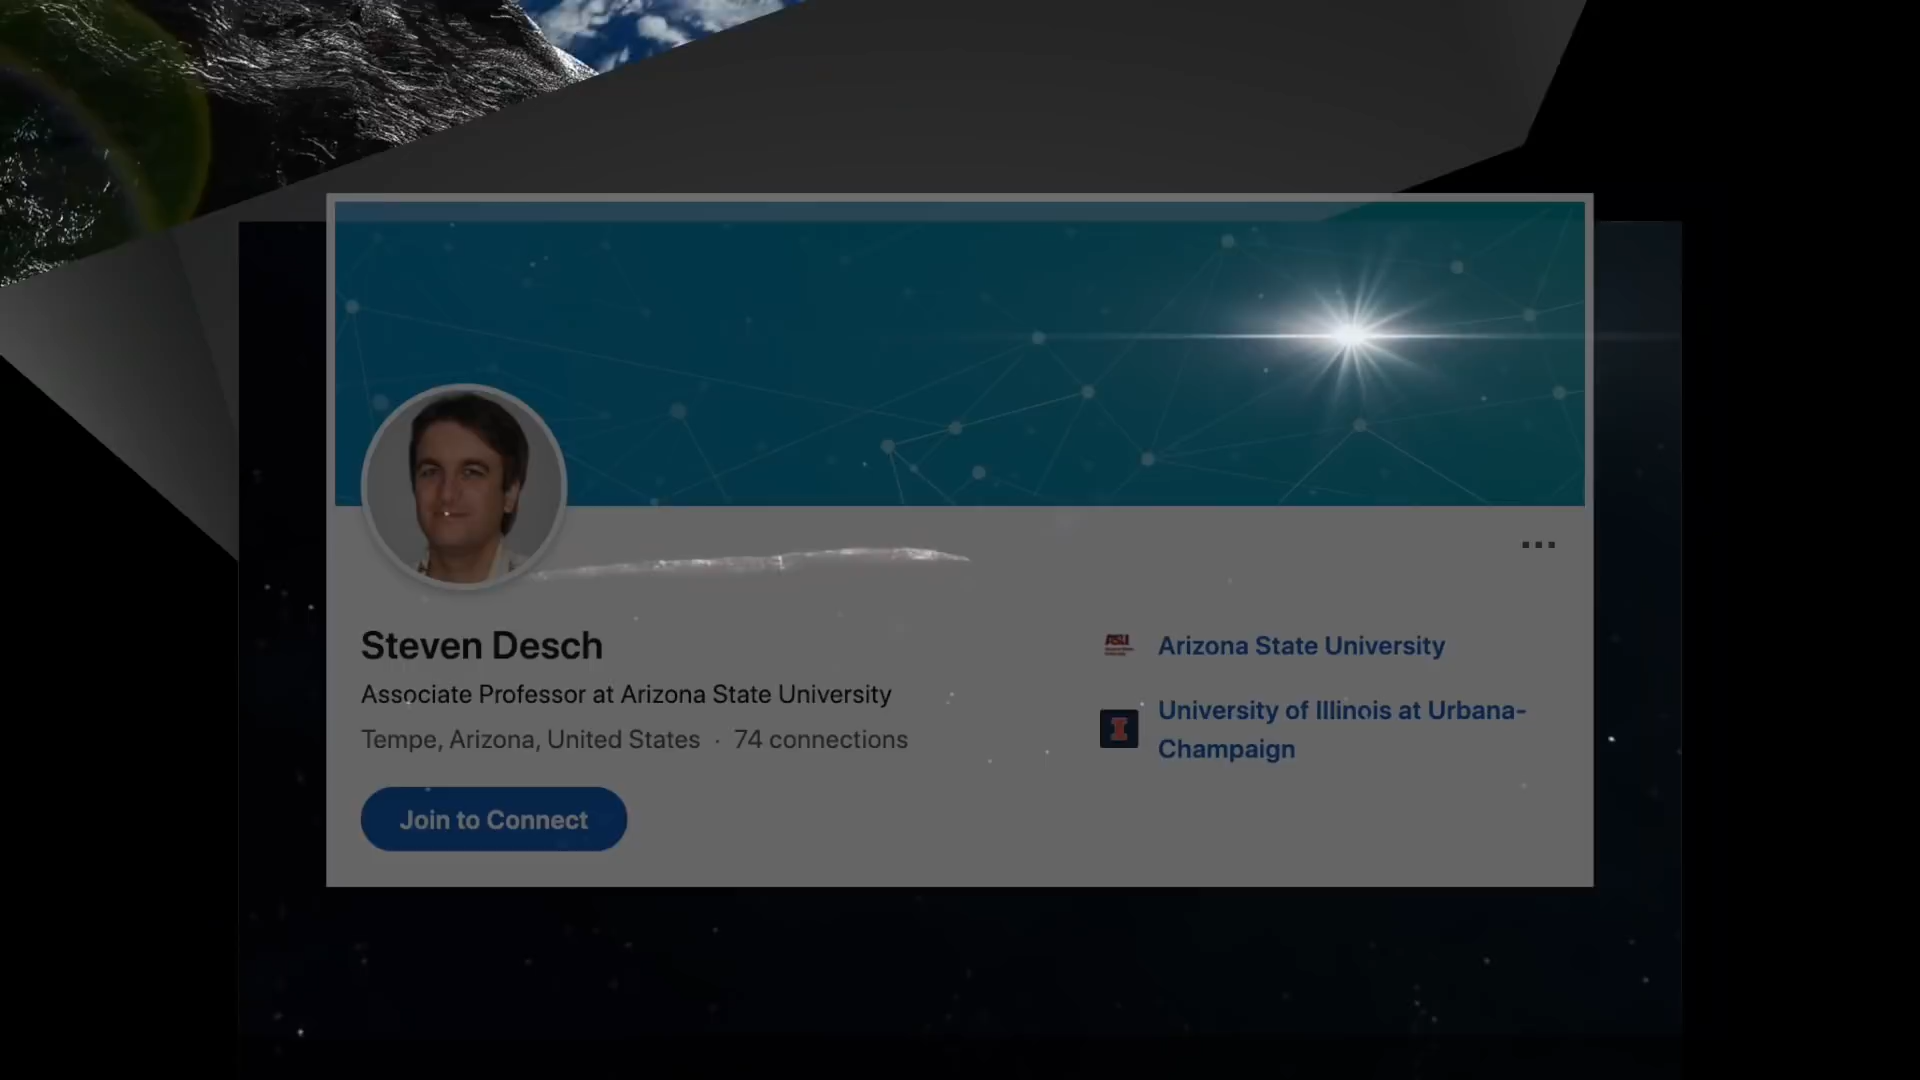 Steven Desch
Associate Professor at Arizona State University
Tempe, Arizona, United States · 74 connections
Join to Connect
ASU
Arizona State University
I
University of Illinois at Urbana-
Champaign